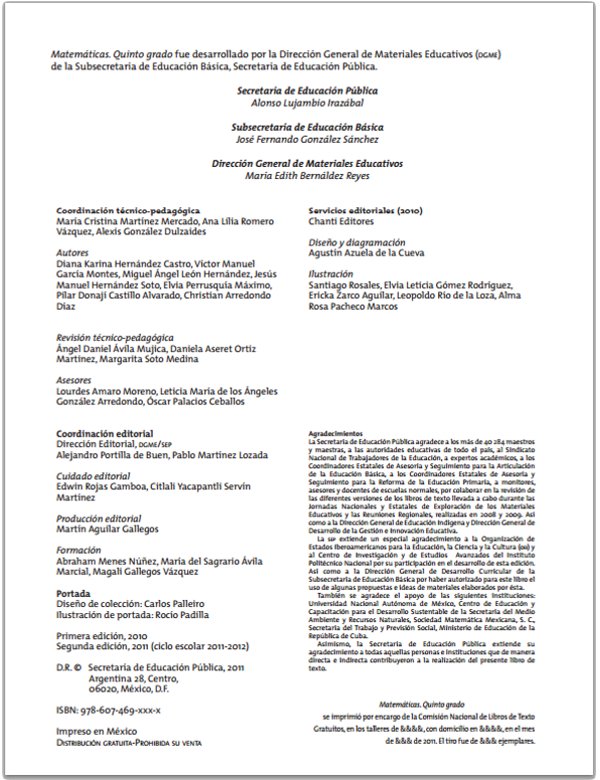 Matemáticas. Quinto grado fue desarrollado por la Dirección General de Materiales Educativos (DGME)
de la Subsecretaría de Educación Básica, Secretaría de Educación Pública.
Secretaría de Educación Pública
Alonso Lujambio Irazábal
Subsecretaría de Educación Básica
José Fernando González Sánchez
Dirección General de Materiales Educativos
María Edith Bernáldez Reyes
Coordinación técnico-pedagógica
María Cristina Martínez Mercado, Ana Lilia Romero
Vázquez, Alexis González Dulzaides
Autores
Diana Karina Hernández Castro, Víctor Manuel
García Montes, Miguel Ángel León Hernández, Jesús
Manuel Hernández Soto, Elvia Perrusquía Máximo,
Pilar Donaji Castillo Alvarado, Christian Arredondo
Díaz
Revisión técnico-pedagógica
Ángel Daniel Ávila Mujica, Daniela Aseret Ortiz
Martinez, Margarita Soto Medina
Asesores
Lourdes Amaro Moreno, Leticia María de los Ángeles
González Arredondo, Óscar Palacios Ceballos
Coordinación editorial
Dirección Editorial, DGME/SEP
Alejandro Portilla de Buen, Pablo Martínez Lozada
Cuidado editorial
Edwin Rojas Gamboa, Citlali Yacapantli Servín
Martínez
Producción editorial
Martín Aguilar Gallegos
Formación
Abraham Menes Núñez, María del Sagrario Ávila
Marcial, Magali Gallegos Vázquez
Portada
Diseño de colección: Carlos Palleiro
Ilustración de portada: Rocío Padilla
Primera edición, 2010
Segunda edición, 2011 (ciclo escolar 2011-2012)
D.R. © Secretaría de Educación Pública, 2011
Argentina 28, Centro,
06020, México, D.F.
ISBN: 978-607-469-xxx-x
Impreso en México
DISTRIBUCIÓN GRATUITA-PROHIBIDA SU VENTA
Servicios editoriales (2010)
Chanti Editores
Diseño y diagramación
Agustín Azuela de la Cueva
Ilustración
Santiago Rosales, Elvia Leticia Gómez Rodríguez,
Ericka Zarco Aguilar, Leopoldo Río de la Loza, Alma
Rosa Pacheco Marcos
Agradecimientos
La Secretaría de Educación Pública agradece a los más de 40 284 maestros
y maestras, a las autoridades educativas de todo el país, al Sindicato
Nacional de Trabajadores de la Educación, a expertos académicos, a los
Coordinadores Estatales de Asesoría y Seguimiento para la Articulación
de la Educación Básica, a los Coordinadores Estatales de Asesoría y
Seguimiento para la Reforma de la Educación Primaria, a monitores,
asesores y docentes de escuelas normales, por colaborar en la revisión de
las diferentes versiones de los libros de texto llevada a cabo durante las
Jornadas Nacionales y Estatales de Exploración de los Materiales
Educativos y las Reuniones Regionales, realizadas en 2008 y 2009. Así
como a la Dirección General de Educación Indígena y Dirección General de
Desarrollo de la Gestión e Innovación Educativa.
La SEP extiende un especial agradecimiento a la Organización de
Estados Iberoamericanos para la Educación, la Ciencia y la Cultura (OEI) y
al Centro de Investigación y de Estudios Avanzados del Instituto
Politécnico Nacional por su participación en el desarrollo de esta edición.
Así como a la Dirección General de Desarrollo Curricular de la
Subsecretaría de Educación Básica por haber autorizado para este libro el
uso de algunas propuestas e ideas de materiales elaborados por ésta.
También se agradece el apoyo de las siguientes instituciones:
Universidad Nacional Autónoma de México, Centro de Educación y
Capacitación para el Desarrollo Sustentable de la Secretaría del Medio
Ambiente y Recursos Naturales, Sociedad Matemática Mexicana, S. C.,
Secretaría del Trabajo y Previsión Social, Ministerio de Educación de la
República de Cuba.
Asimismo, la Secretaría de Educación Pública extiende su
agradecimiento a todas aquellas personas e instituciones que de manera
directa e indirecta contribuyeron a la realización del presente libro de
texto.
Matemáticas. Quinto grado
se imprimió por encargo de la Comisión Nacional de Libros de Texto
Gratuitos, en los talleres de &&&&, con domicilio en &&&&, en el mes
de &&& de 2011. El tiro fue de &&& ejemplares.